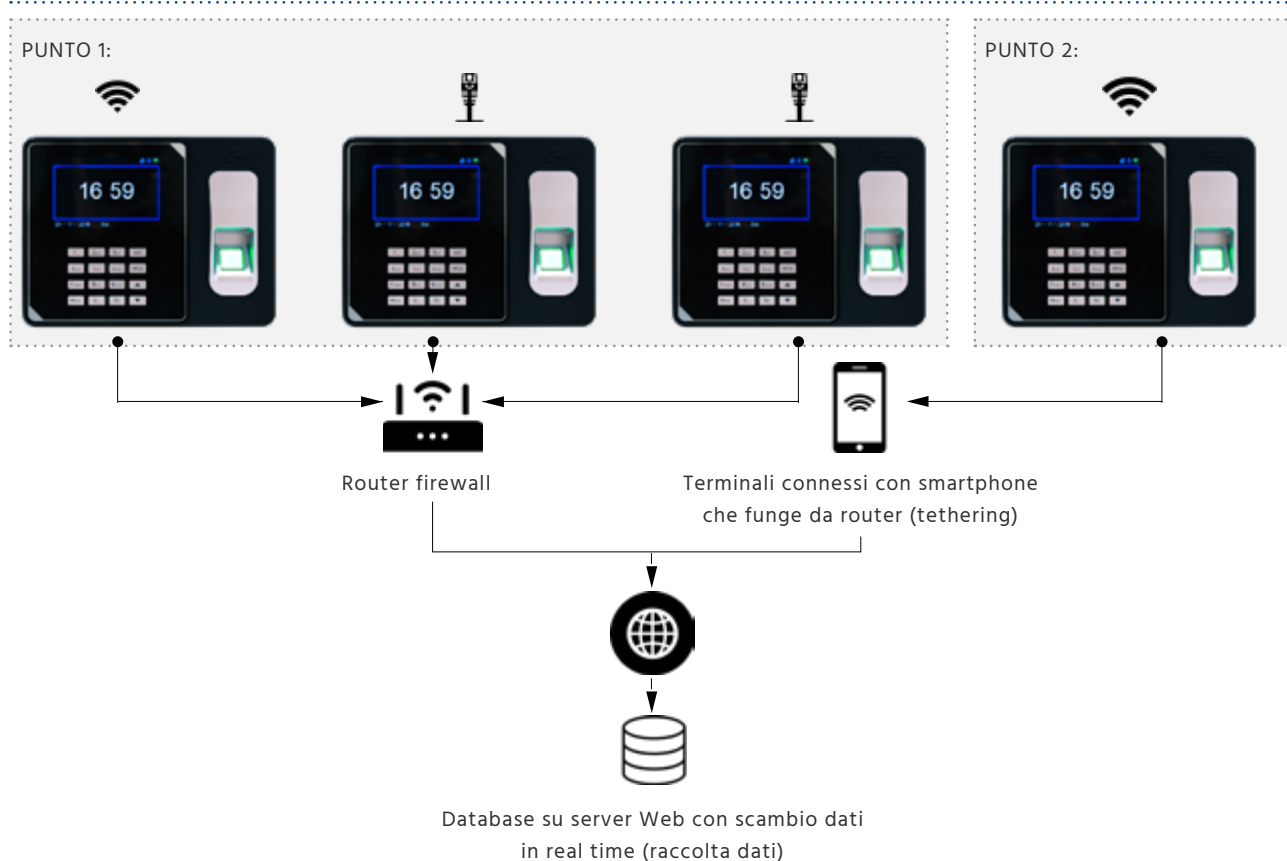 PUNTO 1:
PUNTO 2:
16 59
16 59
16 59
16 59
Router firewall
Terminali connessi con smartphone
che funge da router (tethering)
Database su server Web con scambio dati
in real time (raccolta dati)